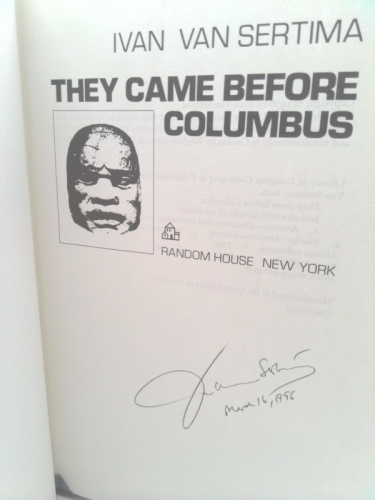 IVAN VAN SERTIMA
THEY CAME BEFORE
COLUMBUS
RANDOM HOUSE NEW YORK
March 16, 1996